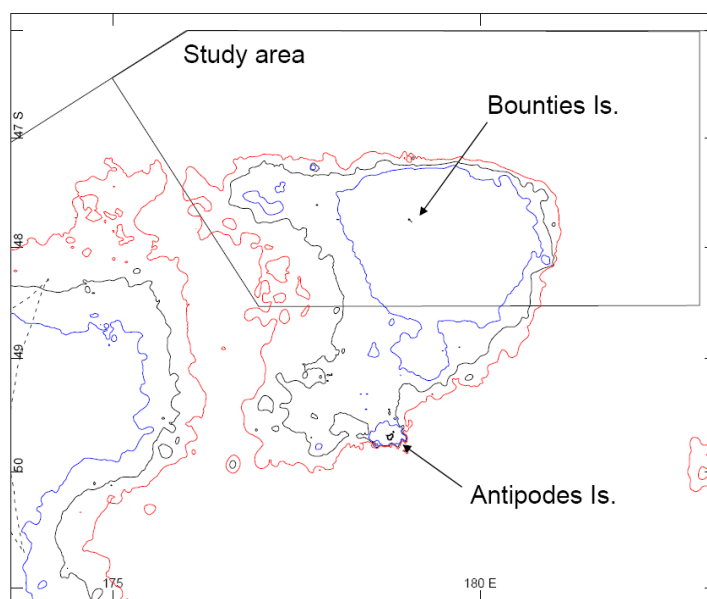 Study area
Bounties Is.
47 S
48
49
50
Antipodes Is.
175
180 E